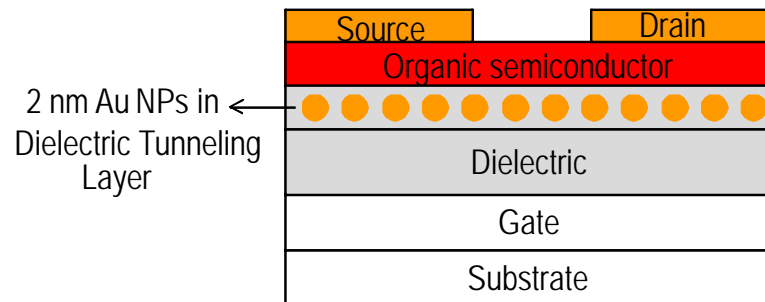 Source
Drain
Organic semiconductor
2 nm Au NPs in
Dielectric Tunneling
Layer
Dielectric
Gate
Substrate